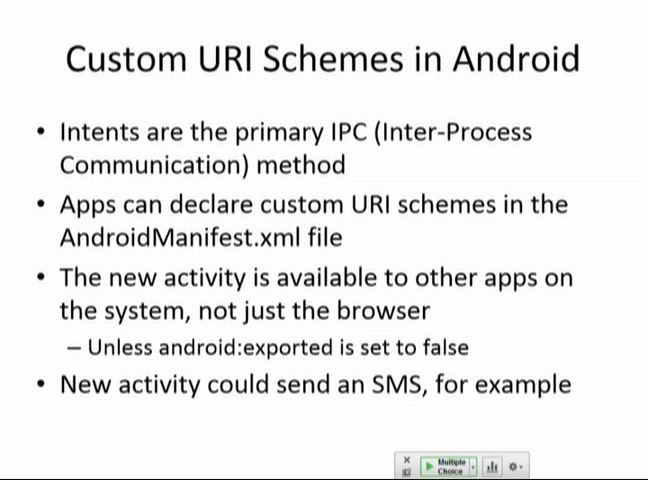 Custom URI Schemes in Android
• Intents are the primary IPC (Inter-Process
Communication) method
• Apps can declare custom URI schemes in the
AndroidManifest.xml file
• The new activity is available to other apps on
the system, not just the browser
– Unless android:exported is set to false
• New activity could send an SMS, for example
Multiple
Choice